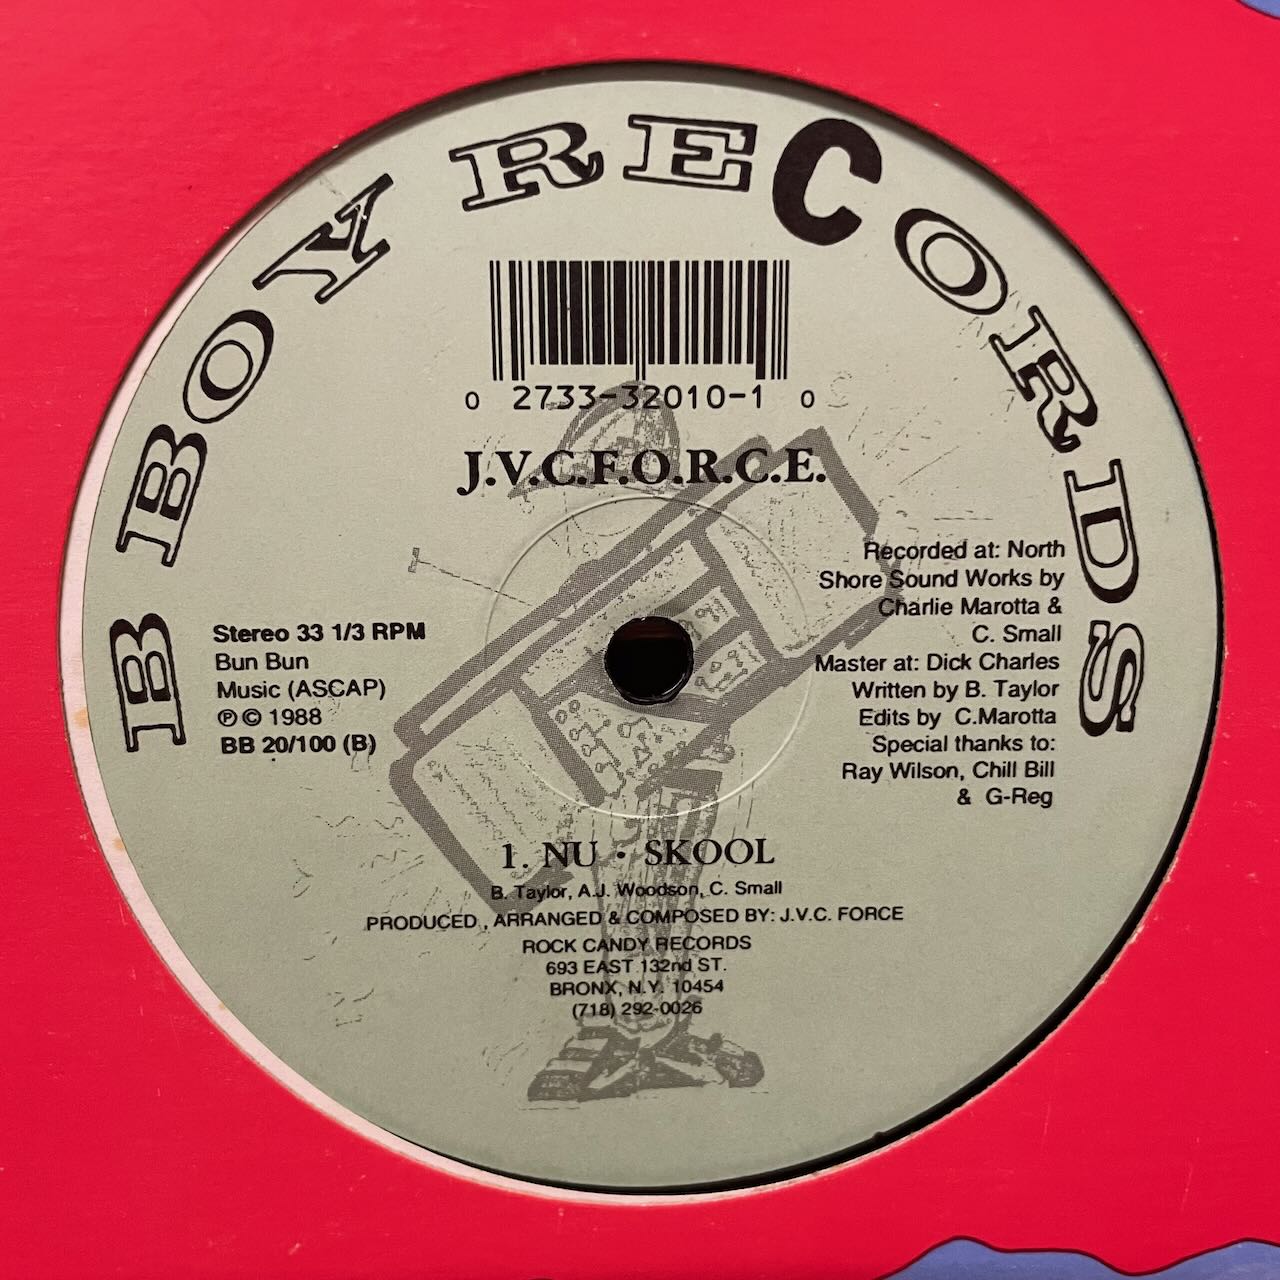 B BOY RECORDS
0 2733-32010-1 0
J.V.C.F.O.R.C.E.
Stereo 33 1/3 RPM
Bun Bun
Music (ASCAP)
℗ © 1988
BB 20/100 (B)
Recorded at: North
Shore Sound Works by
Charlie Marotta &
C. Small
Master at: Dick Charles
Written by B. Taylor
Edits by C.Marotta
Special thanks to:
Ray Wilson, Chill Bill
& G-Reg
1. NU · SKOOL
B. Taylor, A.J. Woodson, C. Small
PRODUCED , ARRANGED & COMPOSED BY: J.V.C. FORCE
ROCK CANDY RECORDS
693 EAST 132nd ST.
BRONX, N.Y. 10454
(718) 292-0026